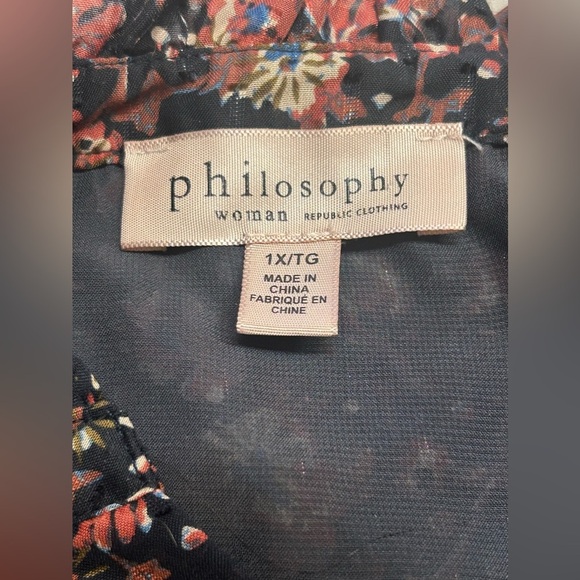 philosophy
woman REPUBLIC CLOTHING
1X/TG
MADE IN
CHINA
FABRIQUÉ EN
CHINE